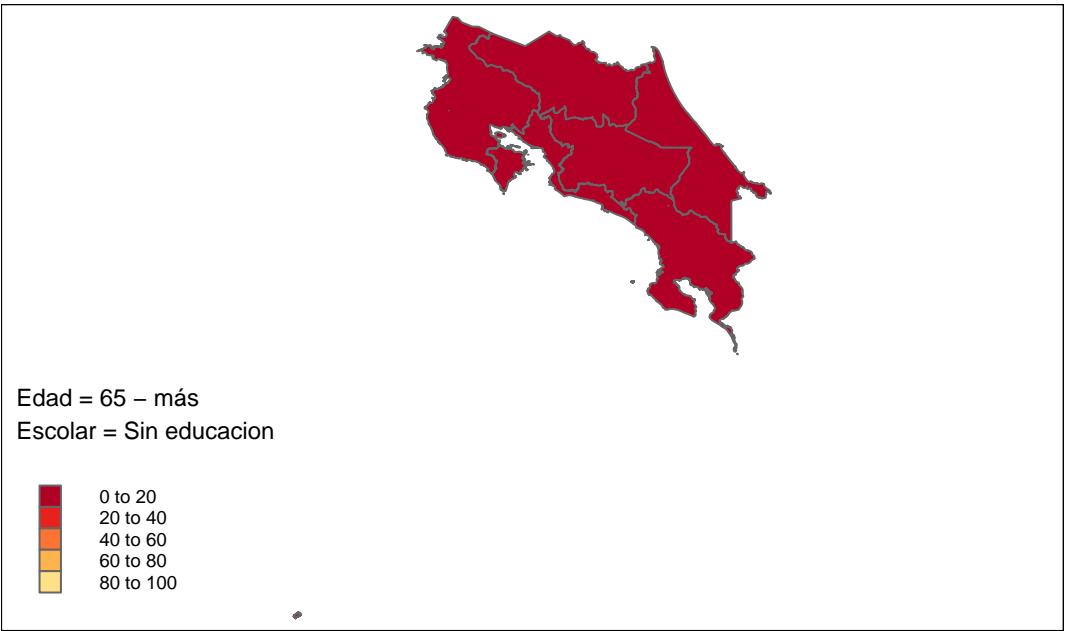 Edad = 65 − más
Escolar = Sin educacion
0 to 20
20 to 40
40 to 60
60 to 80
80 to 100